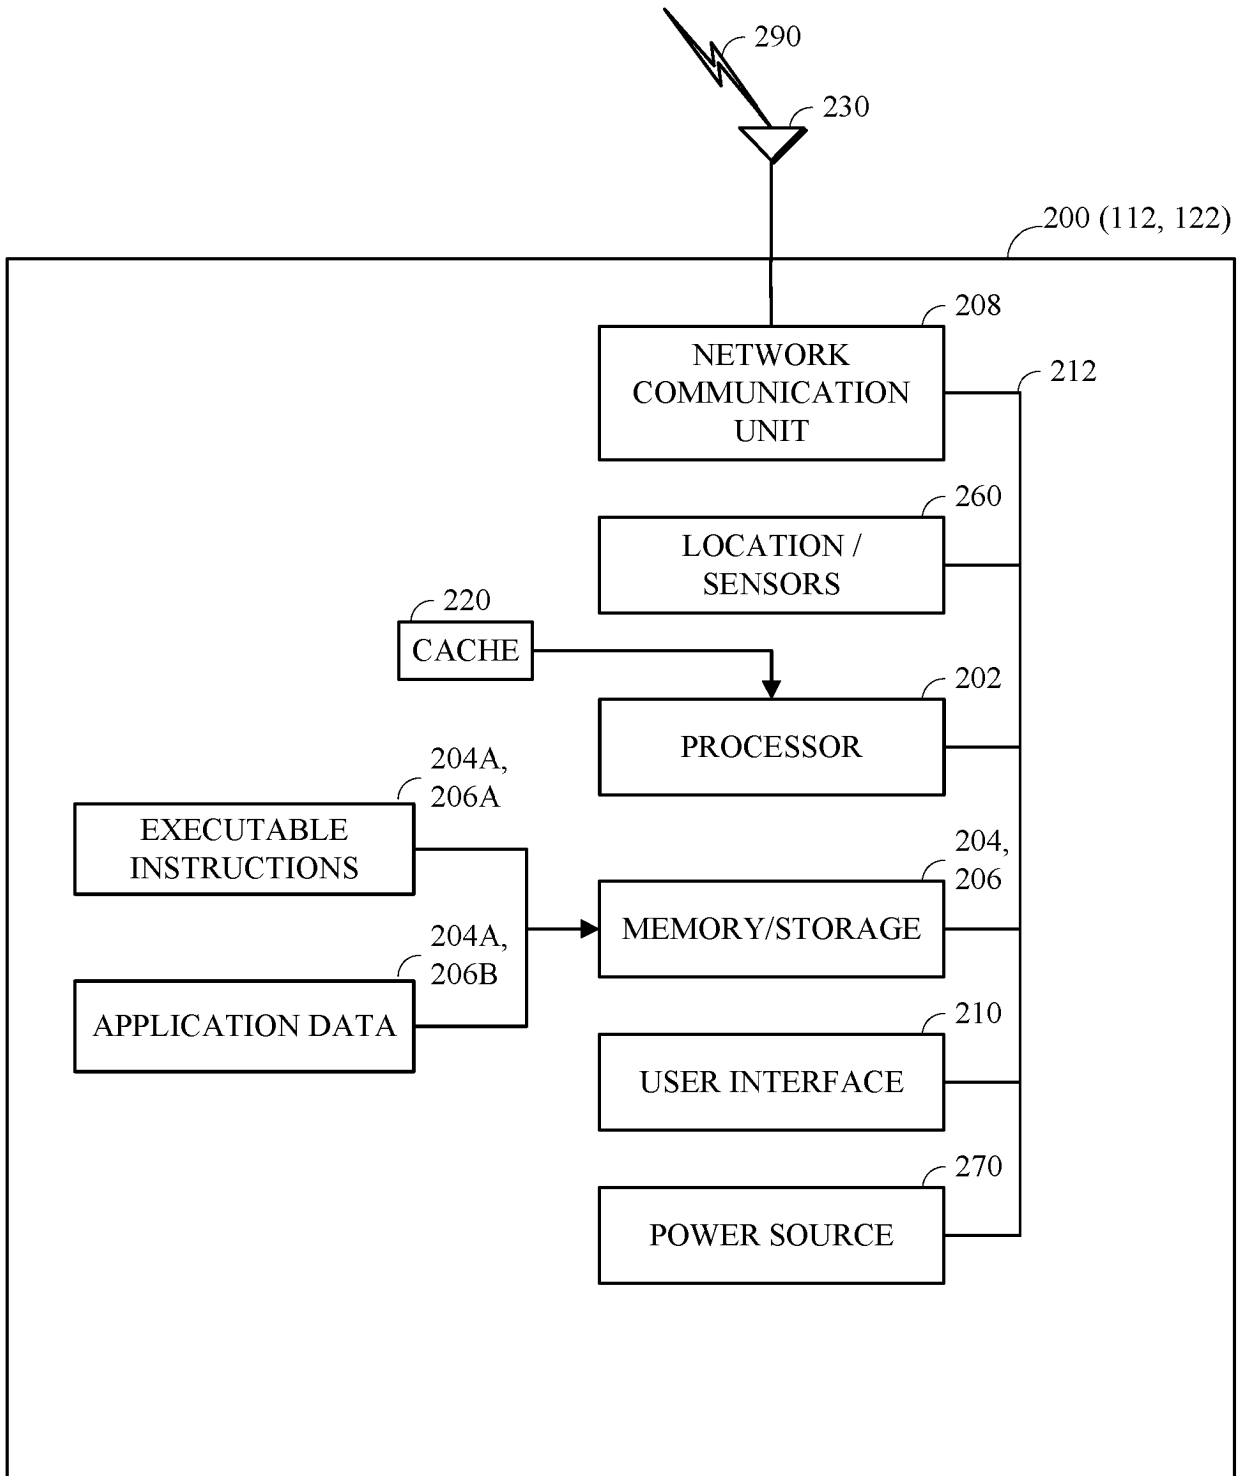 290
230
200 (112, 122)
208
NETWORK
COMMUNICATION
UNIT
212
260
LOCATION /
SENSORS
220
CACHE
202
PROCESSOR
204A,
206A
EXECUTABLE
INSTRUCTIONS
204,
206
MEMORY/STORAGE
204A,
206B
APPLICATION DATA
210
USER INTERFACE
270
POWER SOURCE